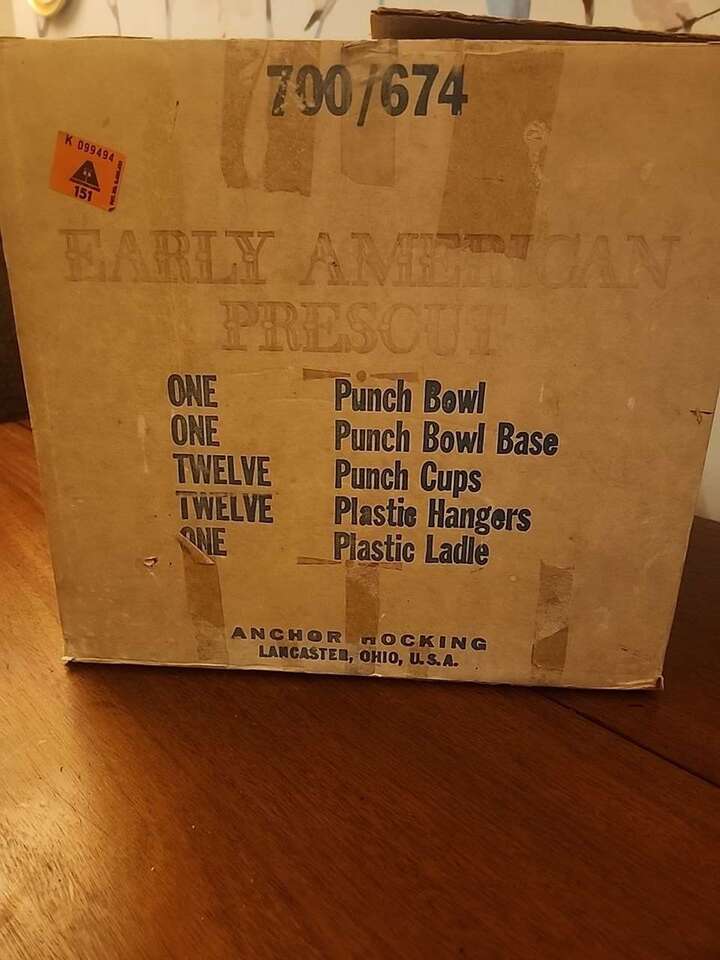 700/674
K 099494
151
EARLY AMERICAN
PRESCUT
ONE Punch Bowl
ONE Punch Bowl Base
TWELVE Punch Cups
TWELVE Plastic Hangers
ONE Plastic Ladle
ANCHOR HOCKING
LANCASTER, OHIO, U.S.A.